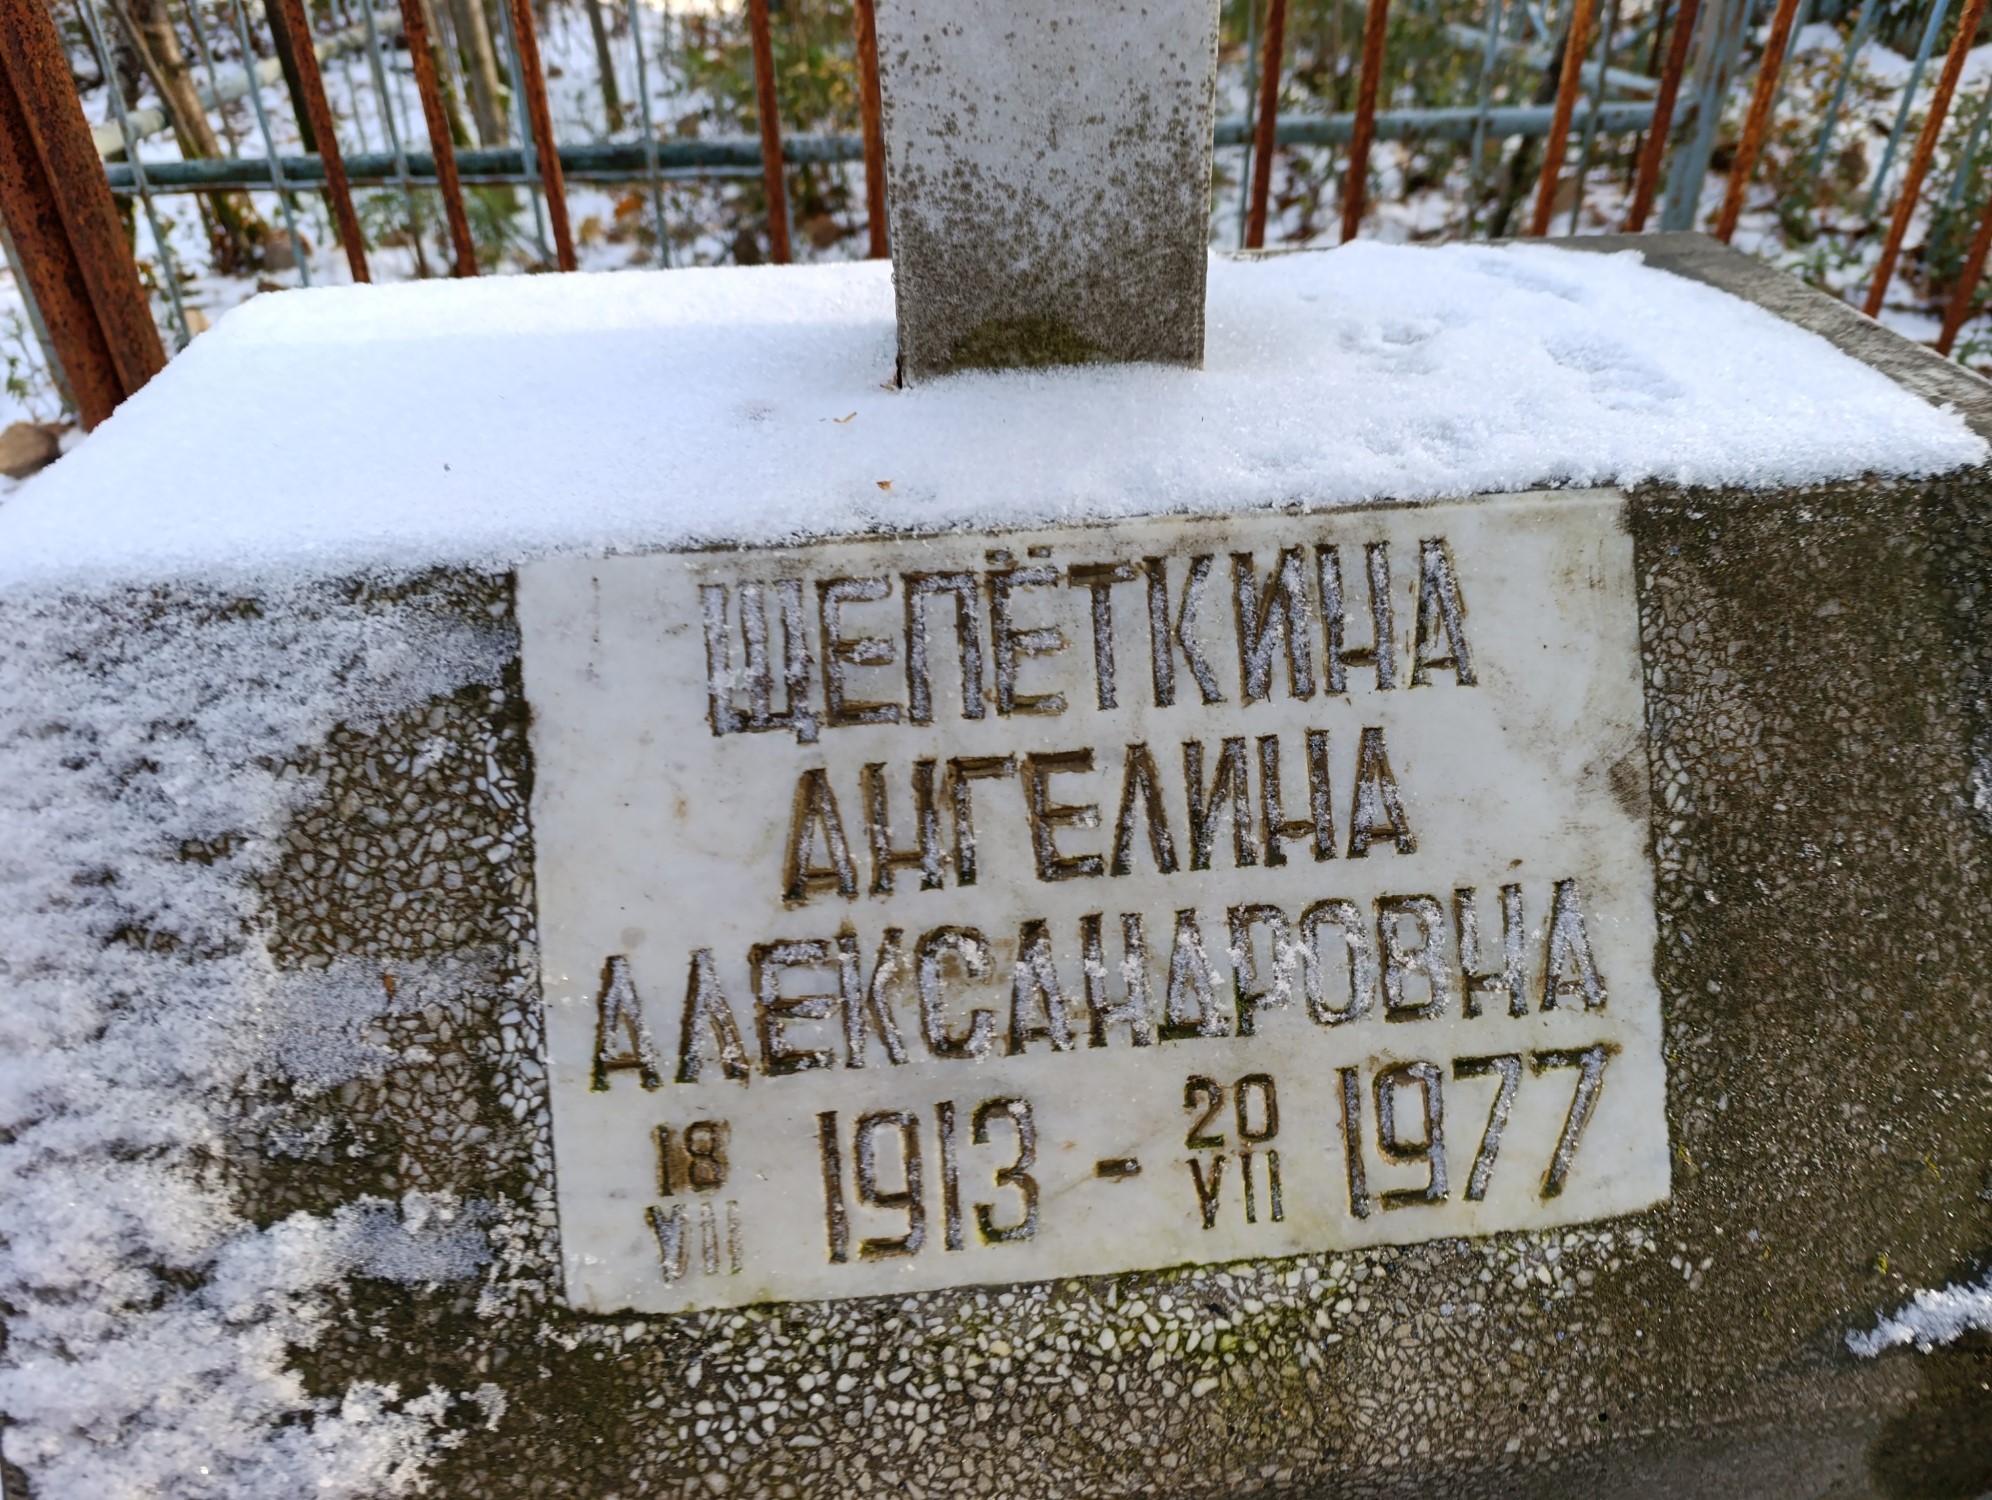 ЩЕПЁТКИНА
АНГЕЛИНА
АЛЕКСАНДРОВНА
18 VII 1913 - 20 VII 1977